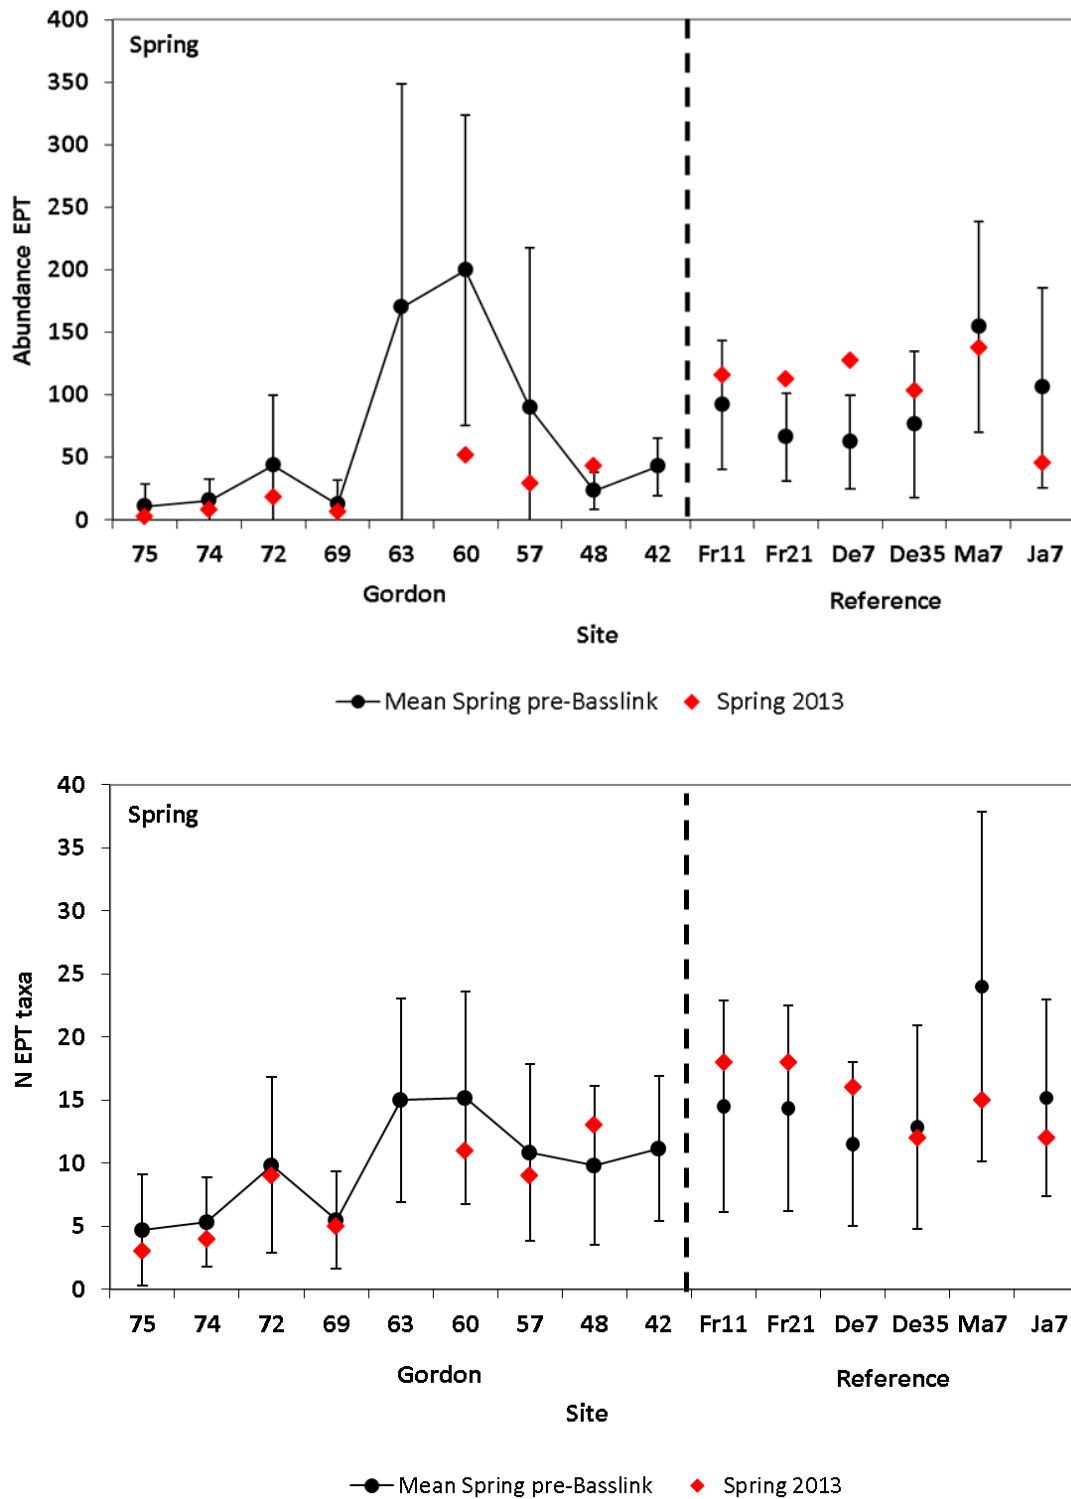 400
Spring
350
300
250
200
150
100
50
0
Abundance EPT
75 74 72 69 63 60 57 48 42 Fr11 Fr21 De7 De35 Ma7 Ja7
Gordon Reference
Site
Mean Spring pre-Basslink Spring 2013
40
Spring
35
30
25
20
15
10
5
0
N EPT taxa
75 74 72 69 63 60 57 48 42 Fr11 Fr21 De7 De35 Ma7 Ja7
Gordon Reference
Site
Mean Spring pre-Basslink Spring 2013